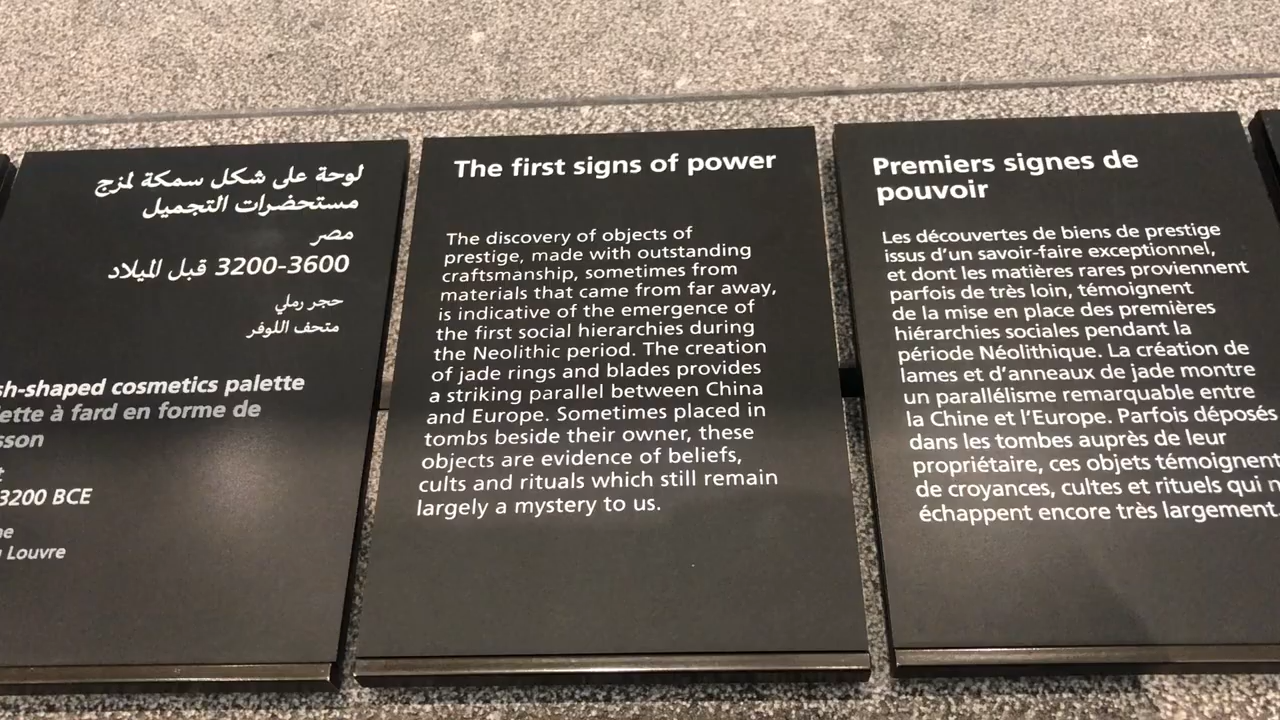 لوحة على شكل سمكة لمزج
مستحضرات التجميل
مصر
3200-3600 قبل الميلاد
حجر رملي
متحف اللوفر
sh-shaped cosmetics palette
ette à fard en forme de
sson
3200 BCE
Louvre
The first signs of power
The discovery of objects of
prestige, made with outstanding
craftsmanship, sometimes from
materials that came from far away,
is indicative of the emergence of
the first social hierarchies during
the Neolithic period. The creation
of jade rings and blades provides
a striking parallel between China
and Europe. Sometimes placed in
tombs beside their owner, these
objects are evidence of beliefs,
cults and rituals which still remain
largely a mystery to us.
Premiers signes de
pouvoir
Les découvertes de biens de prestige
issus d'un savoir-faire exceptionnel,
et dont les matières rares proviennent
parfois de très loin, témoignent
de la mise en place des premières
hiérarchies sociales pendant la
période Néolithique. La création de
lames et d'anneaux de jade montre
un parallélisme remarquable entre
la Chine et l'Europe. Parfois déposés
dans les tombes auprès de leur
propriétaire, ces objets témoignent
de croyances, cultes et rituels qui n
échappent encore très largement.